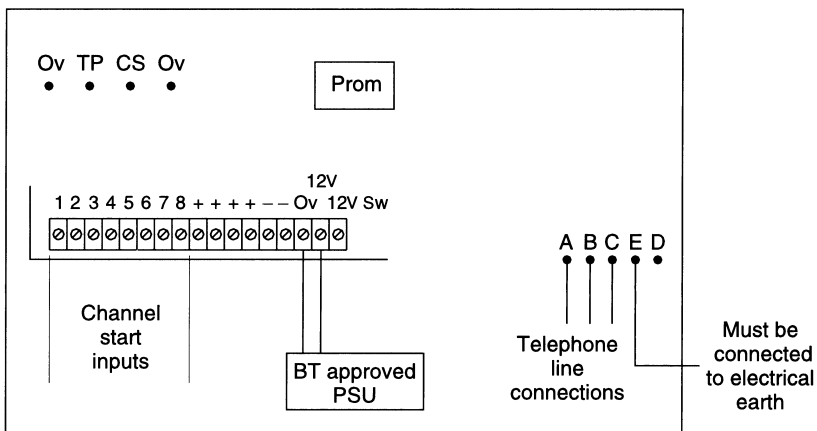 Ov TP CS Ov
Prom
12V
1 2 3 4 5 6 7 8 + + + + − − Ov 12V Sw
A B C E D
Channel
start
inputs
BT approved
PSU
Telephone
line
connections
Must be
connected
to electrical
earth